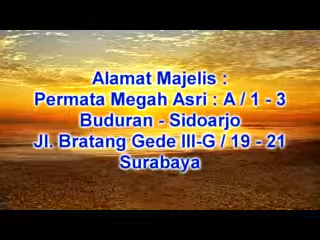 Alamat Majelis :
Permata Megah Asri : A / 1 - 3
Buduran - Sidoarjo
Jl. Bratang Gede III-G / 19 - 21
Surabaya